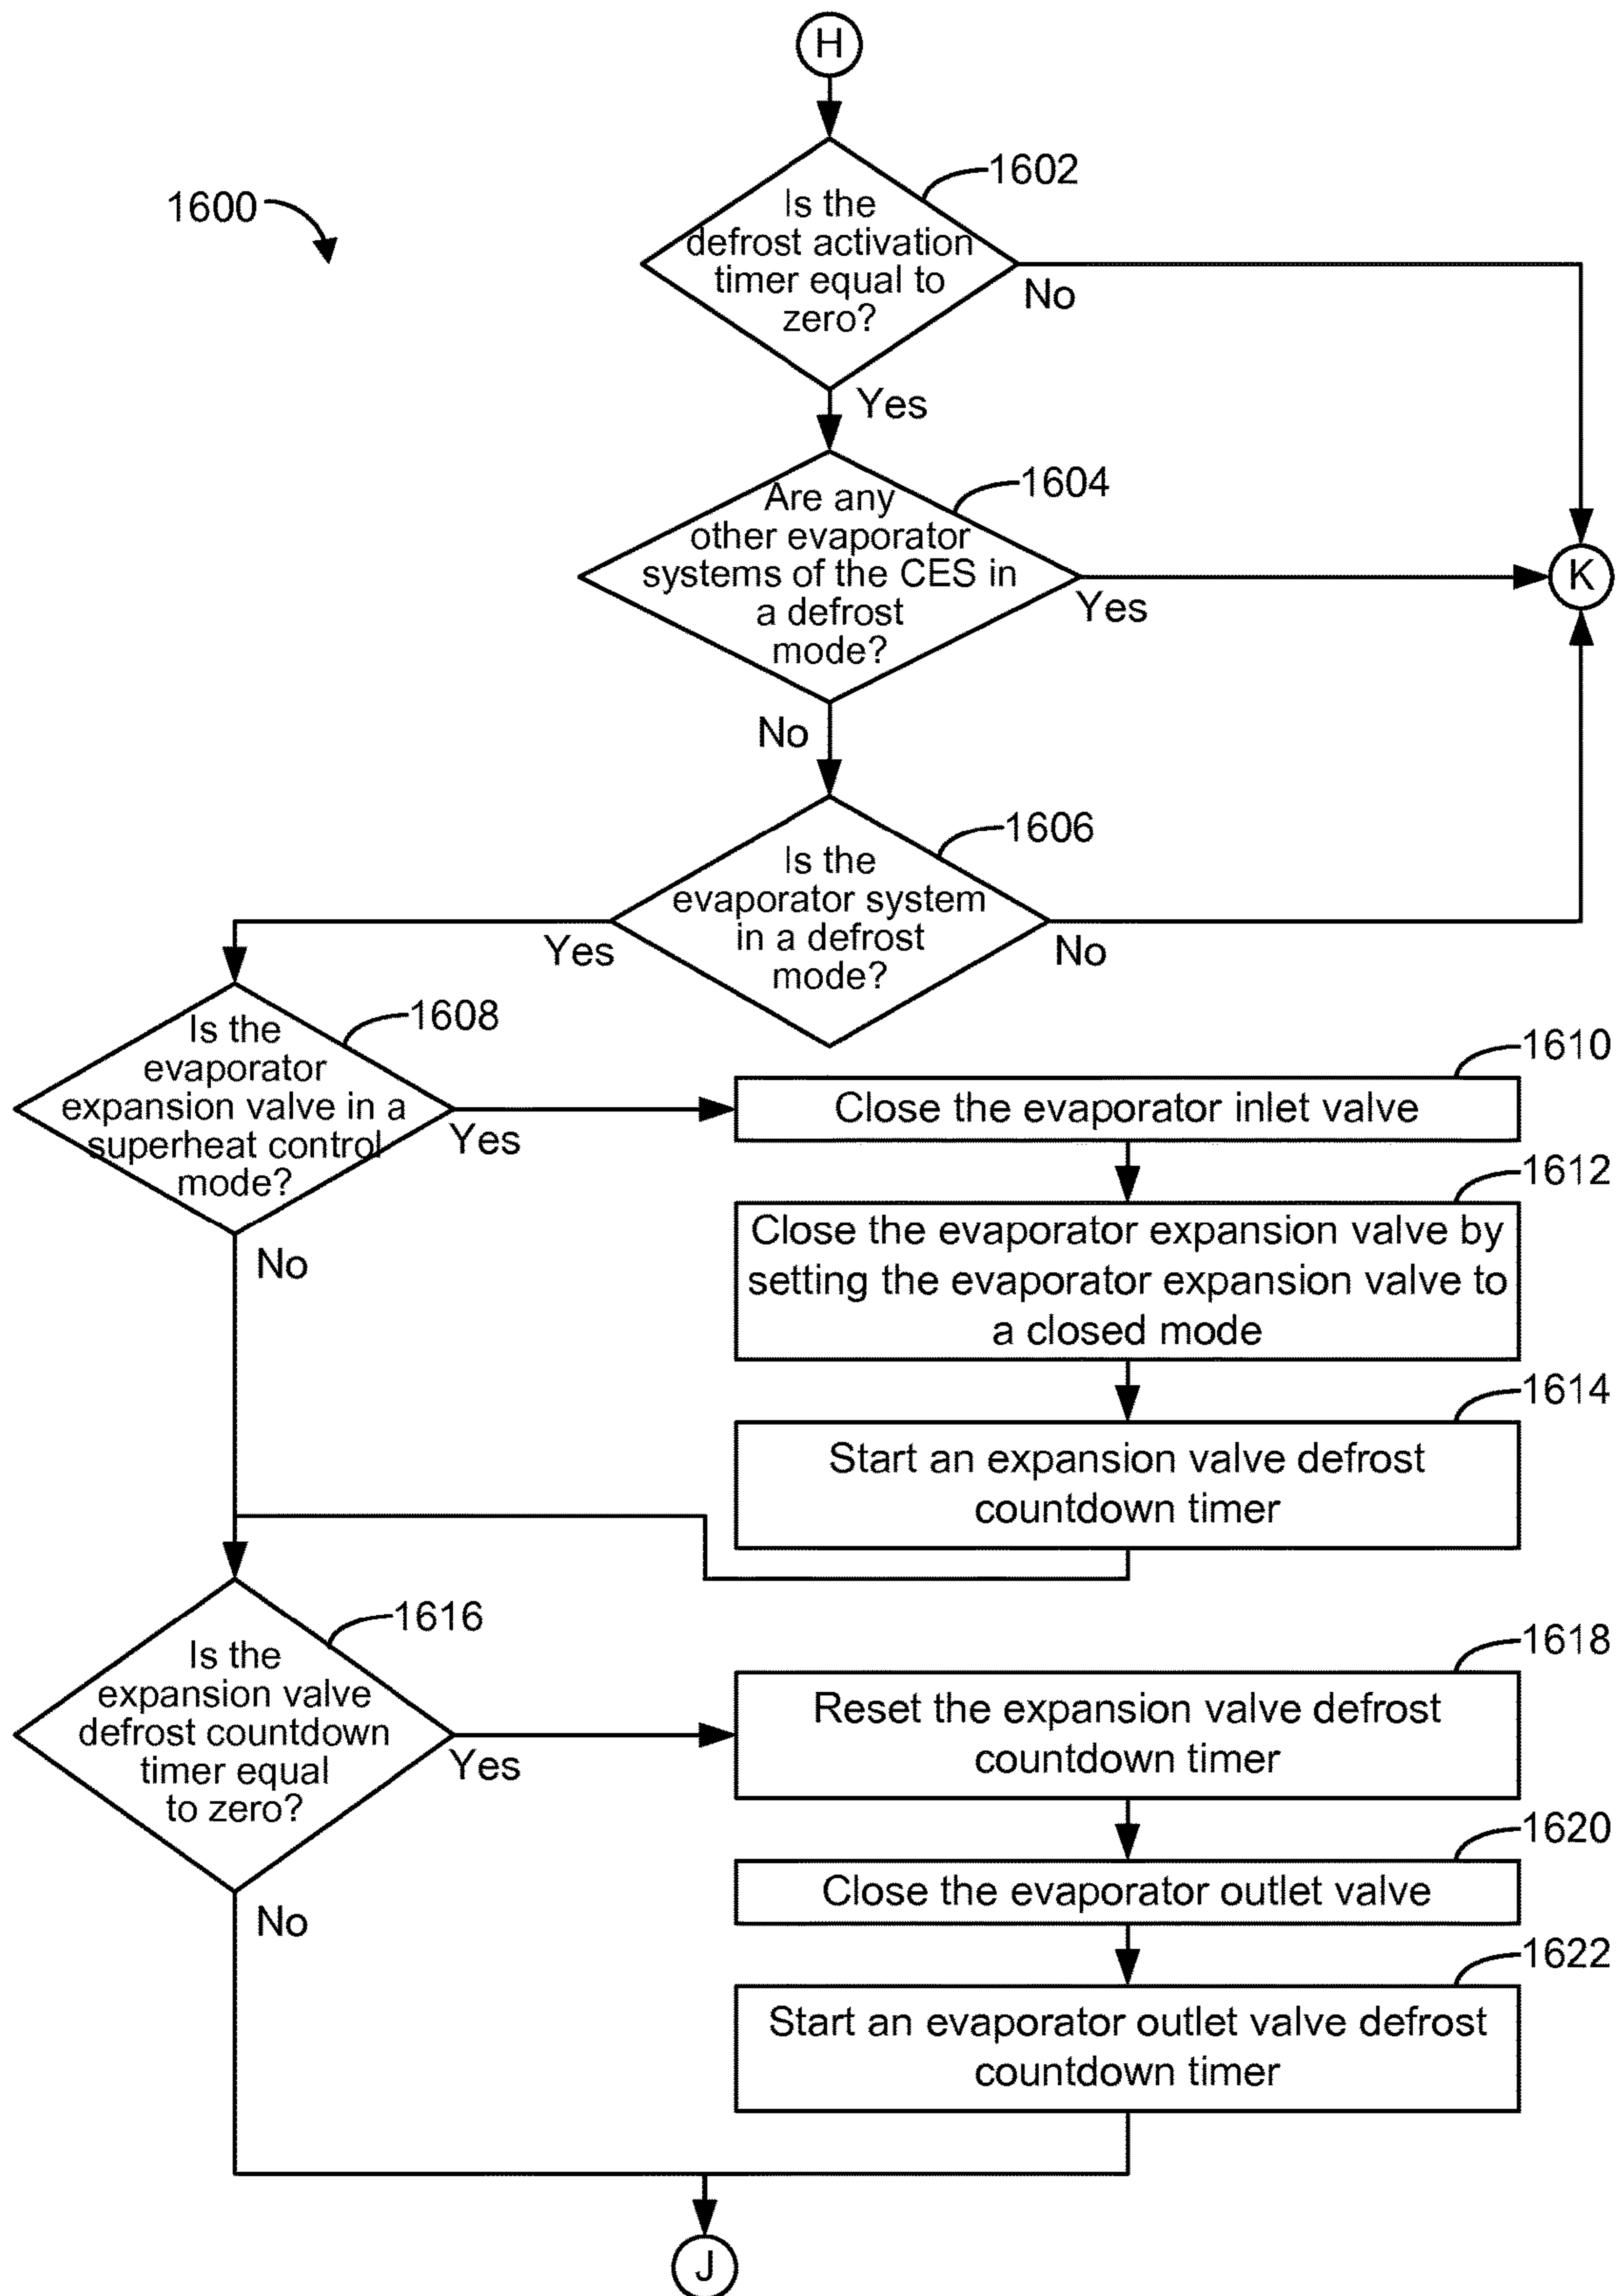 H
1600
1602
Is the
defrost activation
timer equal to
zero?
No
Yes
1604
Are any
other evaporator
systems of the CES in
a defrost
mode?
Yes
K
No
1606
Is the
evaporator system
in a defrost
mode?
Yes
No
1608
Is the
evaporator
expansion valve in a
superheat control
mode?
Yes
No
1610
Close the evaporator inlet valve
1612
Close the evaporator expansion valve by
setting the evaporator expansion valve to
a closed mode
1614
Start an expansion valve defrost
countdown timer
1616
Is the
expansion valve
defrost countdown
timer equal
to zero?
Yes
No
1618
Reset the expansion valve defrost
countdown timer
1620
Close the evaporator outlet valve
1622
Start an evaporator outlet valve defrost
countdown timer
J